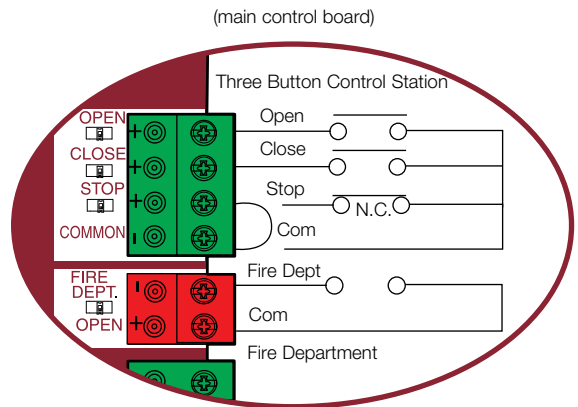 (main control board)
Three Button Control Station
OPEN
+
Open
CLOSE
+
Close
STOP
+
Stop
N.C.
COMMON
-
Com
FIRE
DEPT.
-
Fire Dept
OPEN
+
Com
Fire Department
+